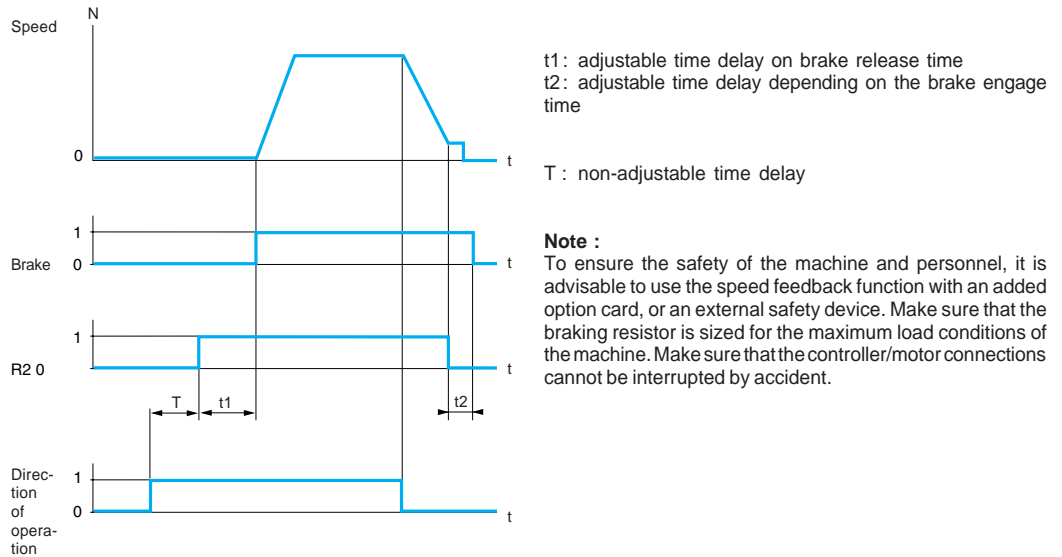 N
Speed
0
t
1
Brake 0
t
1
R2 0
t
T t1 t2
Direc-
tion
of
opera-
tion
1
0
t
t1: adjustable time delay on brake release time
t2: adjustable time delay depending on the brake engage
time
T : non-adjustable time delay
Note :
To ensure the safety of the machine and personnel, it is
advisable to use the speed feedback function with an added
option card, or an external safety device. Make sure that the
braking resistor is sized for the maximum load conditions of
the machine. Make sure that the controller/motor connections
cannot be interrupted by accident.